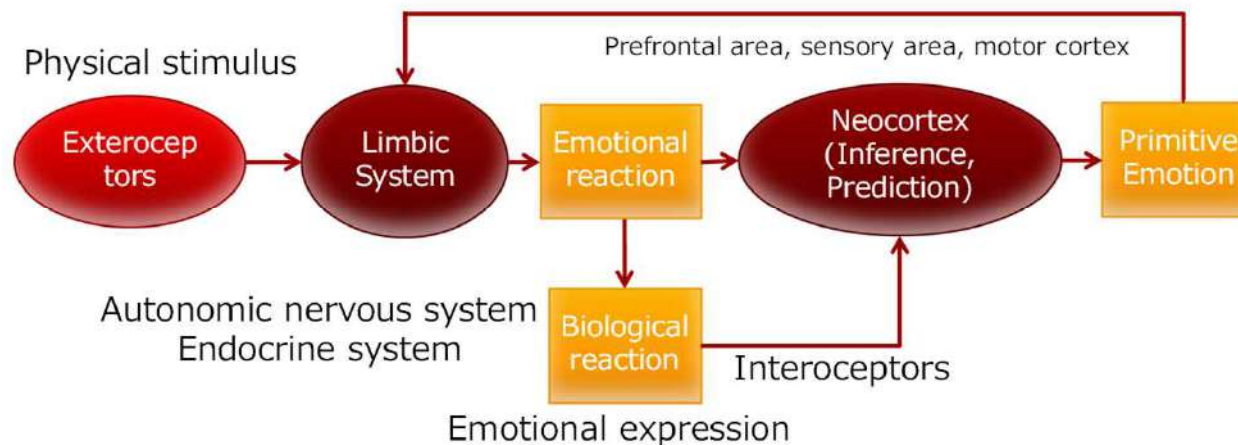 Prefrontal area, sensory area, motor cortex
Physical stimulus
Exterocep
tors
Limbic
System
Emotional
reaction
Neocortex
(Inference,
Prediction)
Primitive
Emotion
Autonomic nervous system
Endocrine system
Biological
reaction
Interoceptors
Emotional expression